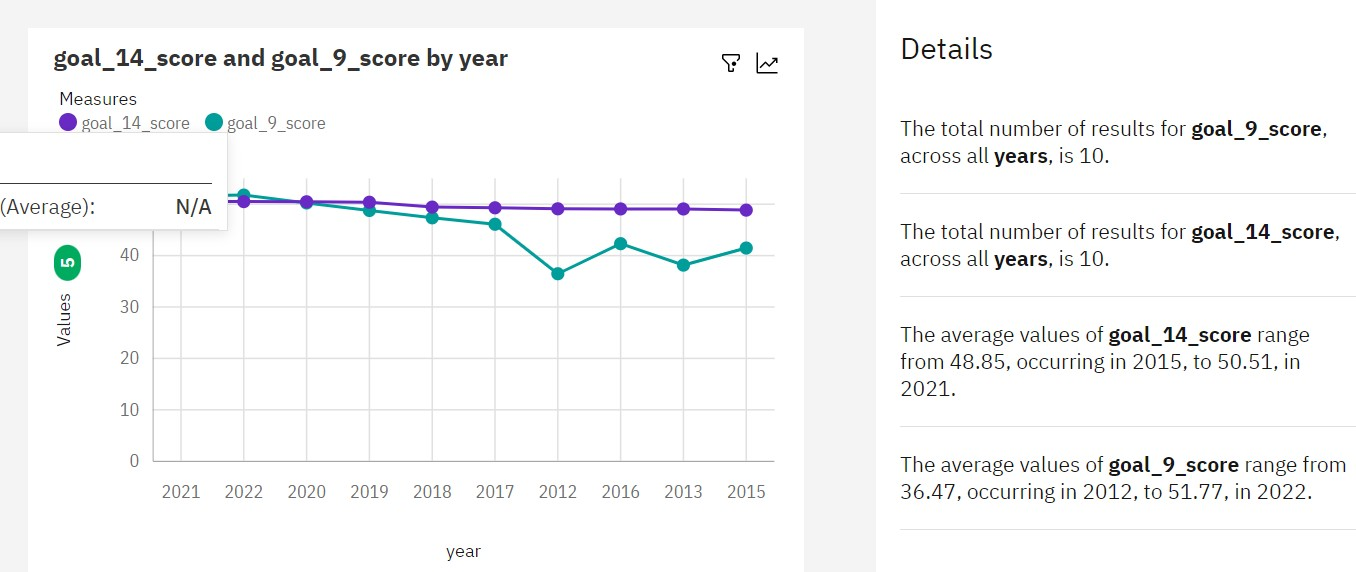 goal_14_score and goal_9_score by year
Measures
goal_14_score goal_9_score
(Average): N/A
Values 5
40
30
20
10
0
2021 2022 2020 2019 2018 2017 2012 2016 2013 2015
year
Details
The total number of results for goal_9_score,
across all years, is 10.
The total number of results for goal_14_score,
across all years, is 10.
The average values of goal_14_score range
from 48.85, occurring in 2015, to 50.51, in
2021.
The average values of goal_9_score range from
36.47, occurring in 2012, to 51.77, in 2022.